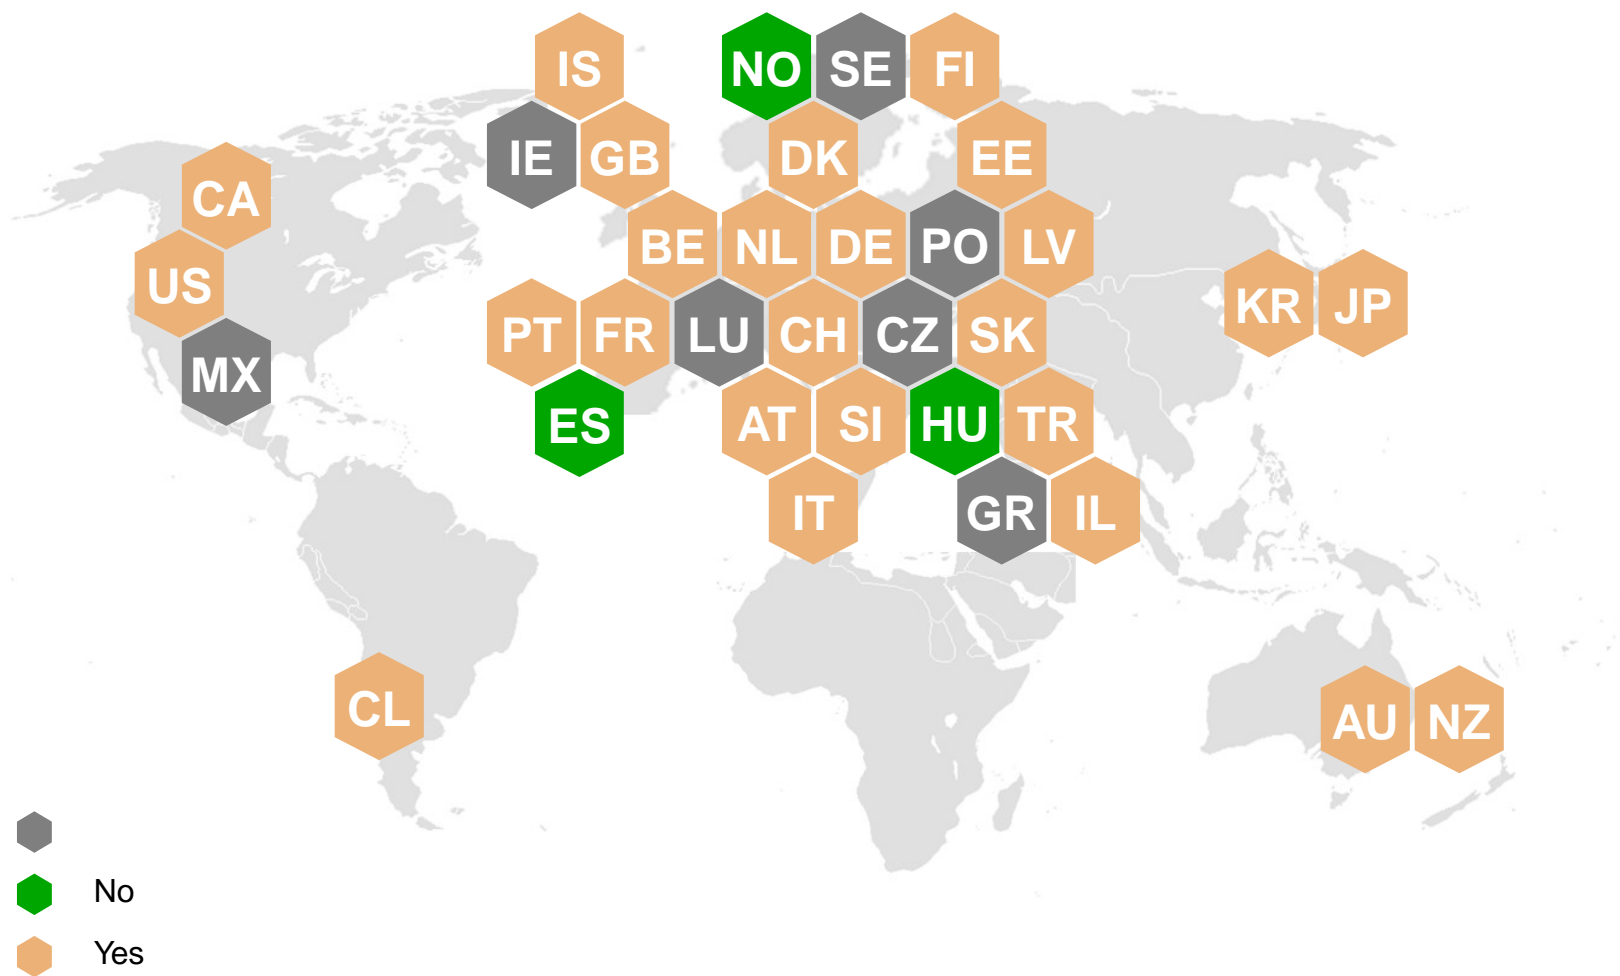 IS
NO SE FI
IE GB DK EE
CA
BE NL DE PO LV
US
KR JP
PT FR LU CH CZ SK
MX
ES AT SI HU TR
IT GR IL
CL
AU NZ
No
Yes